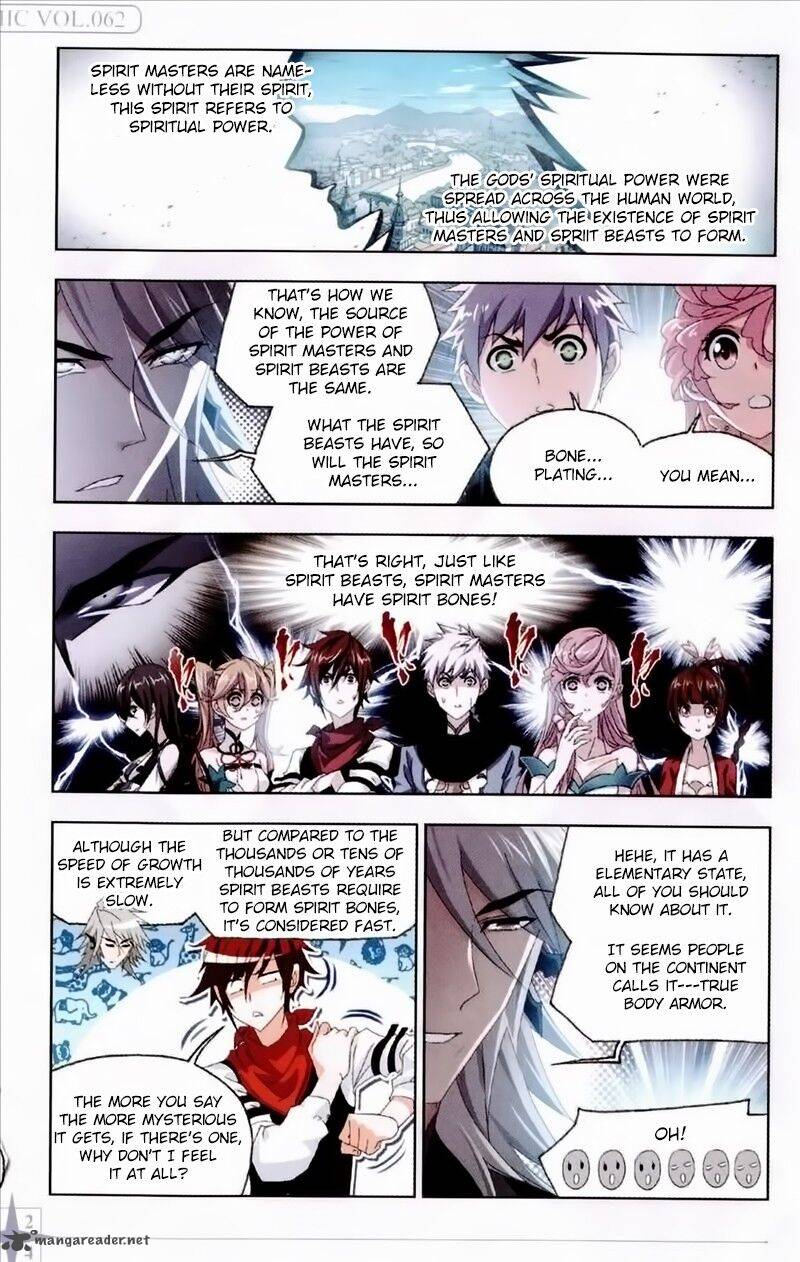 IIC VOL.062
SPIRIT MASTERS ARE NAME-
LESS WITHOUT THEIR SPIRIT,
THIS SPIRIT REFERS TO
SPIRITUAL POWER.
THE GODS' SPIRITUAL POWER WERE
SPREAD ACROSS THE HUMAN WORLD,
THUS ALLOWING THE EXISTENCE OF SPIRIT
MASTERS AND SPRIIT BEASTS TO FORM.
THAT'S HOW WE
KNOW, THE SOURCE
OF THE POWER OF
SPIRIT MASTERS AND
SPIRIT BEASTS ARE
THE SAME.
WHAT THE SPIRIT
BEASTS HAVE, SO
WILL THE SPIRIT
MASTERS...
BONE...
PLATING...
YOU MEAN...
THAT'S RIGHT, JUST LIKE
SPIRIT BEASTS, SPIRIT MASTERS
HAVE SPIRIT BONES!
ALTHOUGH THE
SPEED OF GROWTH
IS EXTREMELY
SLOW.
BUT COMPARED TO THE
THOUSANDS OR TENS OF
THOUSANDS OF YEARS
SPIRIT BEASTS REQUIRE
TO FORM SPIRIT BONES,
IT'S CONSIDERED FAST.
THE MORE YOU SAY
THE MORE MYSTERIOUS
IT GETS, IF THERE'S ONE,
WHY DON'T I FEEL
IT AT ALL?
HEHE, IT HAS A
ELEMENTARY STATE,
ALL OF YOU SHOULD
KNOW ABOUT IT.
IT SEEMS PEOPLE
ON THE CONTINENT
CALLS IT---TRUE
BODY ARMOR.
OH!
2
mangareader.net